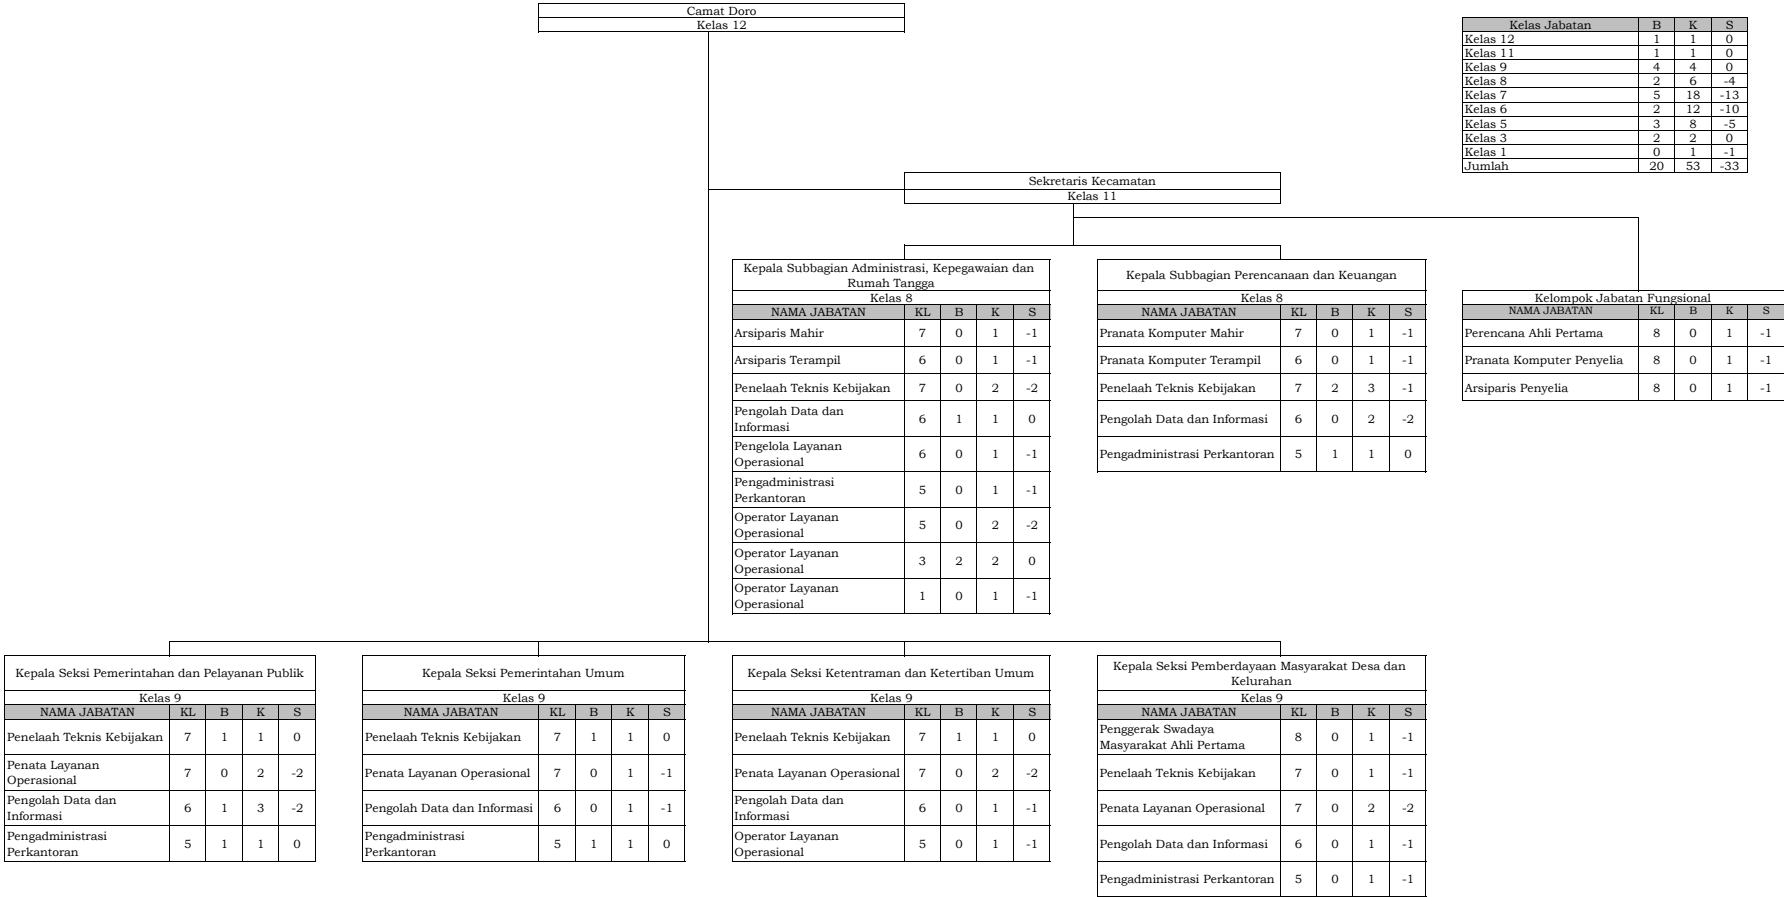 Camat Doro
Kelas 12
Kelas Jabatan B K S
Kelas 12 1 1 0
Kelas 11 1 1 0
Kelas 9 4 4 0
Kelas 8 2 6 -4
Kelas 7 5 18 -13
Kelas 6 2 12 -10
Kelas 5 3 8 -5
Kelas 3 2 2 0
Kelas 1 0 1 -1
Jumlah 20 53 -33
Sekretaris Kecamatan
Kelas 11
Kepala Subbagian Administrasi, Kepegawaian dan
Rumah Tangga
Kelas 8
NAMA JABATAN KL B K S
Arsiparis Mahir 7 0 1 -1
Arsiparis Terampil 6 0 1 -1
Penelaah Teknis Kebijakan 7 0 2 -2
Pengolah Data dan
Informasi 6 1 1 0
Pengelola Layanan
Operasional 6 0 1 -1
Pengadministrasi
Perkantoran 5 0 1 -1
Operator Layanan
Operasional 5 0 2 -2
Operator Layanan
Operasional 3 2 2 0
Operator Layanan
Operasional 1 0 1 -1
Kepala Subbagian Perencanaan dan Keuangan
Kelas 8
NAMA JABATAN KL B K S
Pranata Komputer Mahir 7 0 1 -1
Pranata Komputer Terampil 6 0 1 -1
Penelaah Teknis Kebijakan 7 2 3 -1
Pengolah Data dan Informasi 6 0 2 -2
Pengadministrasi Perkantoran 5 1 1 0
Kelompok Jabatan Fungsional
NAMA JABATAN KL B K S
Perencana Ahli Pertama 8 0 1 -1
Pranata Komputer Penyelia 8 0 1 -1
Arsiparis Penyelia 8 0 1 -1
Kepala Seksi Pemerintahan dan Pelayanan Publik
Kelas 9
NAMA JABATAN KL B K S
Penelaah Teknis Kebijakan 7 1 1 0
Penata Layanan
Operasional 7 0 2 -2
Pengolah Data dan
Informasi 6 1 3 -2
Pengadministrasi
Perkantoran 5 1 1 0
Kepala Seksi Pemerintahan Umum
Kelas 9
NAMA JABATAN KL B K S
Penelaah Teknis Kebijakan 7 1 1 0
Penata Layanan Operasional 7 0 1 -1
Pengolah Data dan Informasi 6 0 1 -1
Pengadministrasi
Perkantoran 5 1 1 0
Kepala Seksi Ketentraman dan Ketertiban Umum
Kelas 9
NAMA JABATAN KL B K S
Penelaah Teknis Kebijakan 7 1 1 0
Penata Layanan Operasional 7 0 2 -2
Pengolah Data dan
Informasi 6 0 1 -1
Operator Layanan
Operasional 5 0 1 -1
Kepala Seksi Pemberdayaan Masyarakat Desa dan
Kelurahan
Kelas 9
NAMA JABATAN KL B K S
Penggerak Swadaya
Masyarakat Ahli Pertama 8 0 1 -1
Penelaah Teknis Kebijakan 7 0 1 -1
Penata Layanan Operasional 7 0 2 -2
Pengolah Data dan Informasi 6 0 1 -1
Pengadministrasi Perkantoran 5 0 1 -1